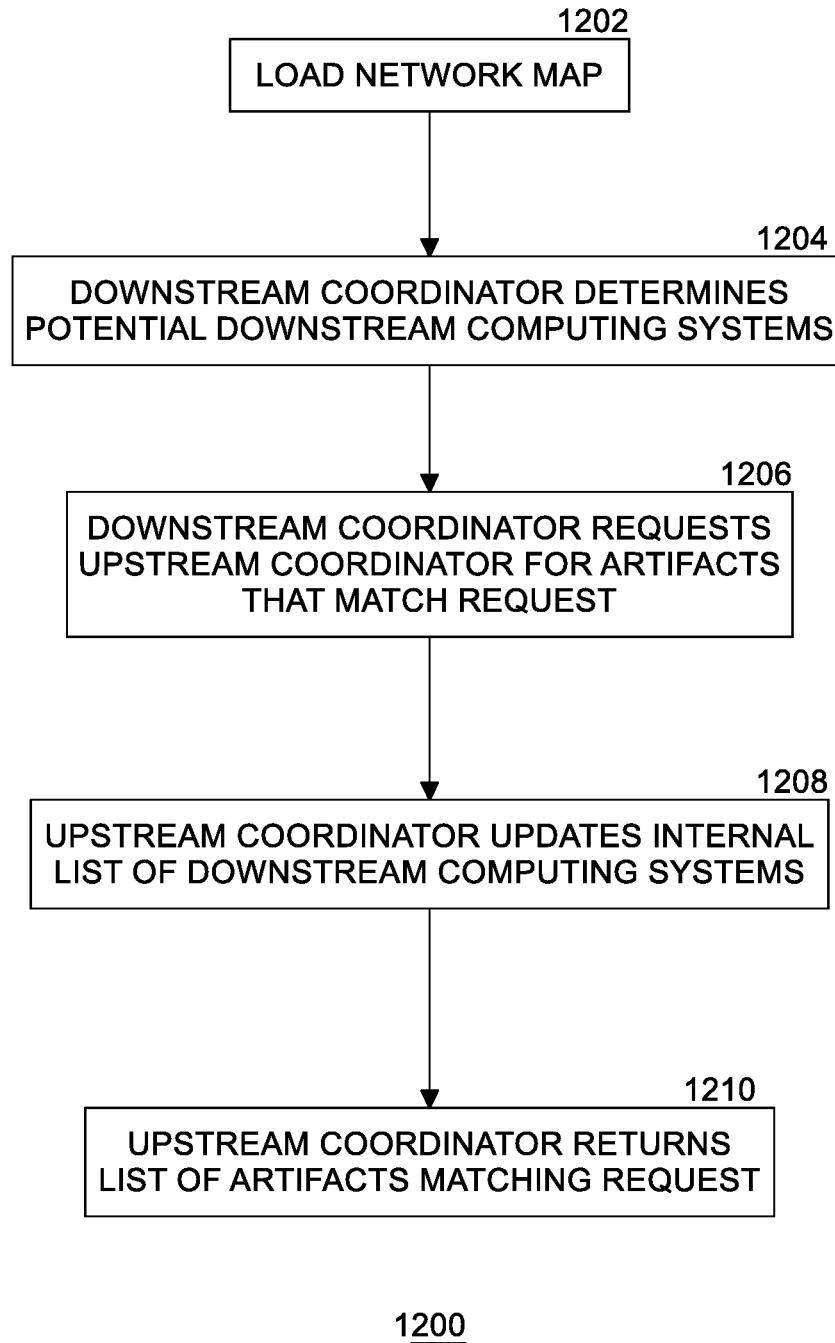 1202
LOAD NETWORK MAP
1204
DOWNSTREAM COORDINATOR DETERMINES
POTENTIAL DOWNSTREAM COMPUTING SYSTEMS
1206
DOWNSTREAM COORDINATOR REQUESTS
UPSTREAM COORDINATOR FOR ARTIFACTS
THAT MATCH REQUEST
1208
UPSTREAM COORDINATOR UPDATES INTERNAL
LIST OF DOWNSTREAM COMPUTING SYSTEMS
1210
UPSTREAM COORDINATOR RETURNS
LIST OF ARTIFACTS MATCHING REQUEST
1200